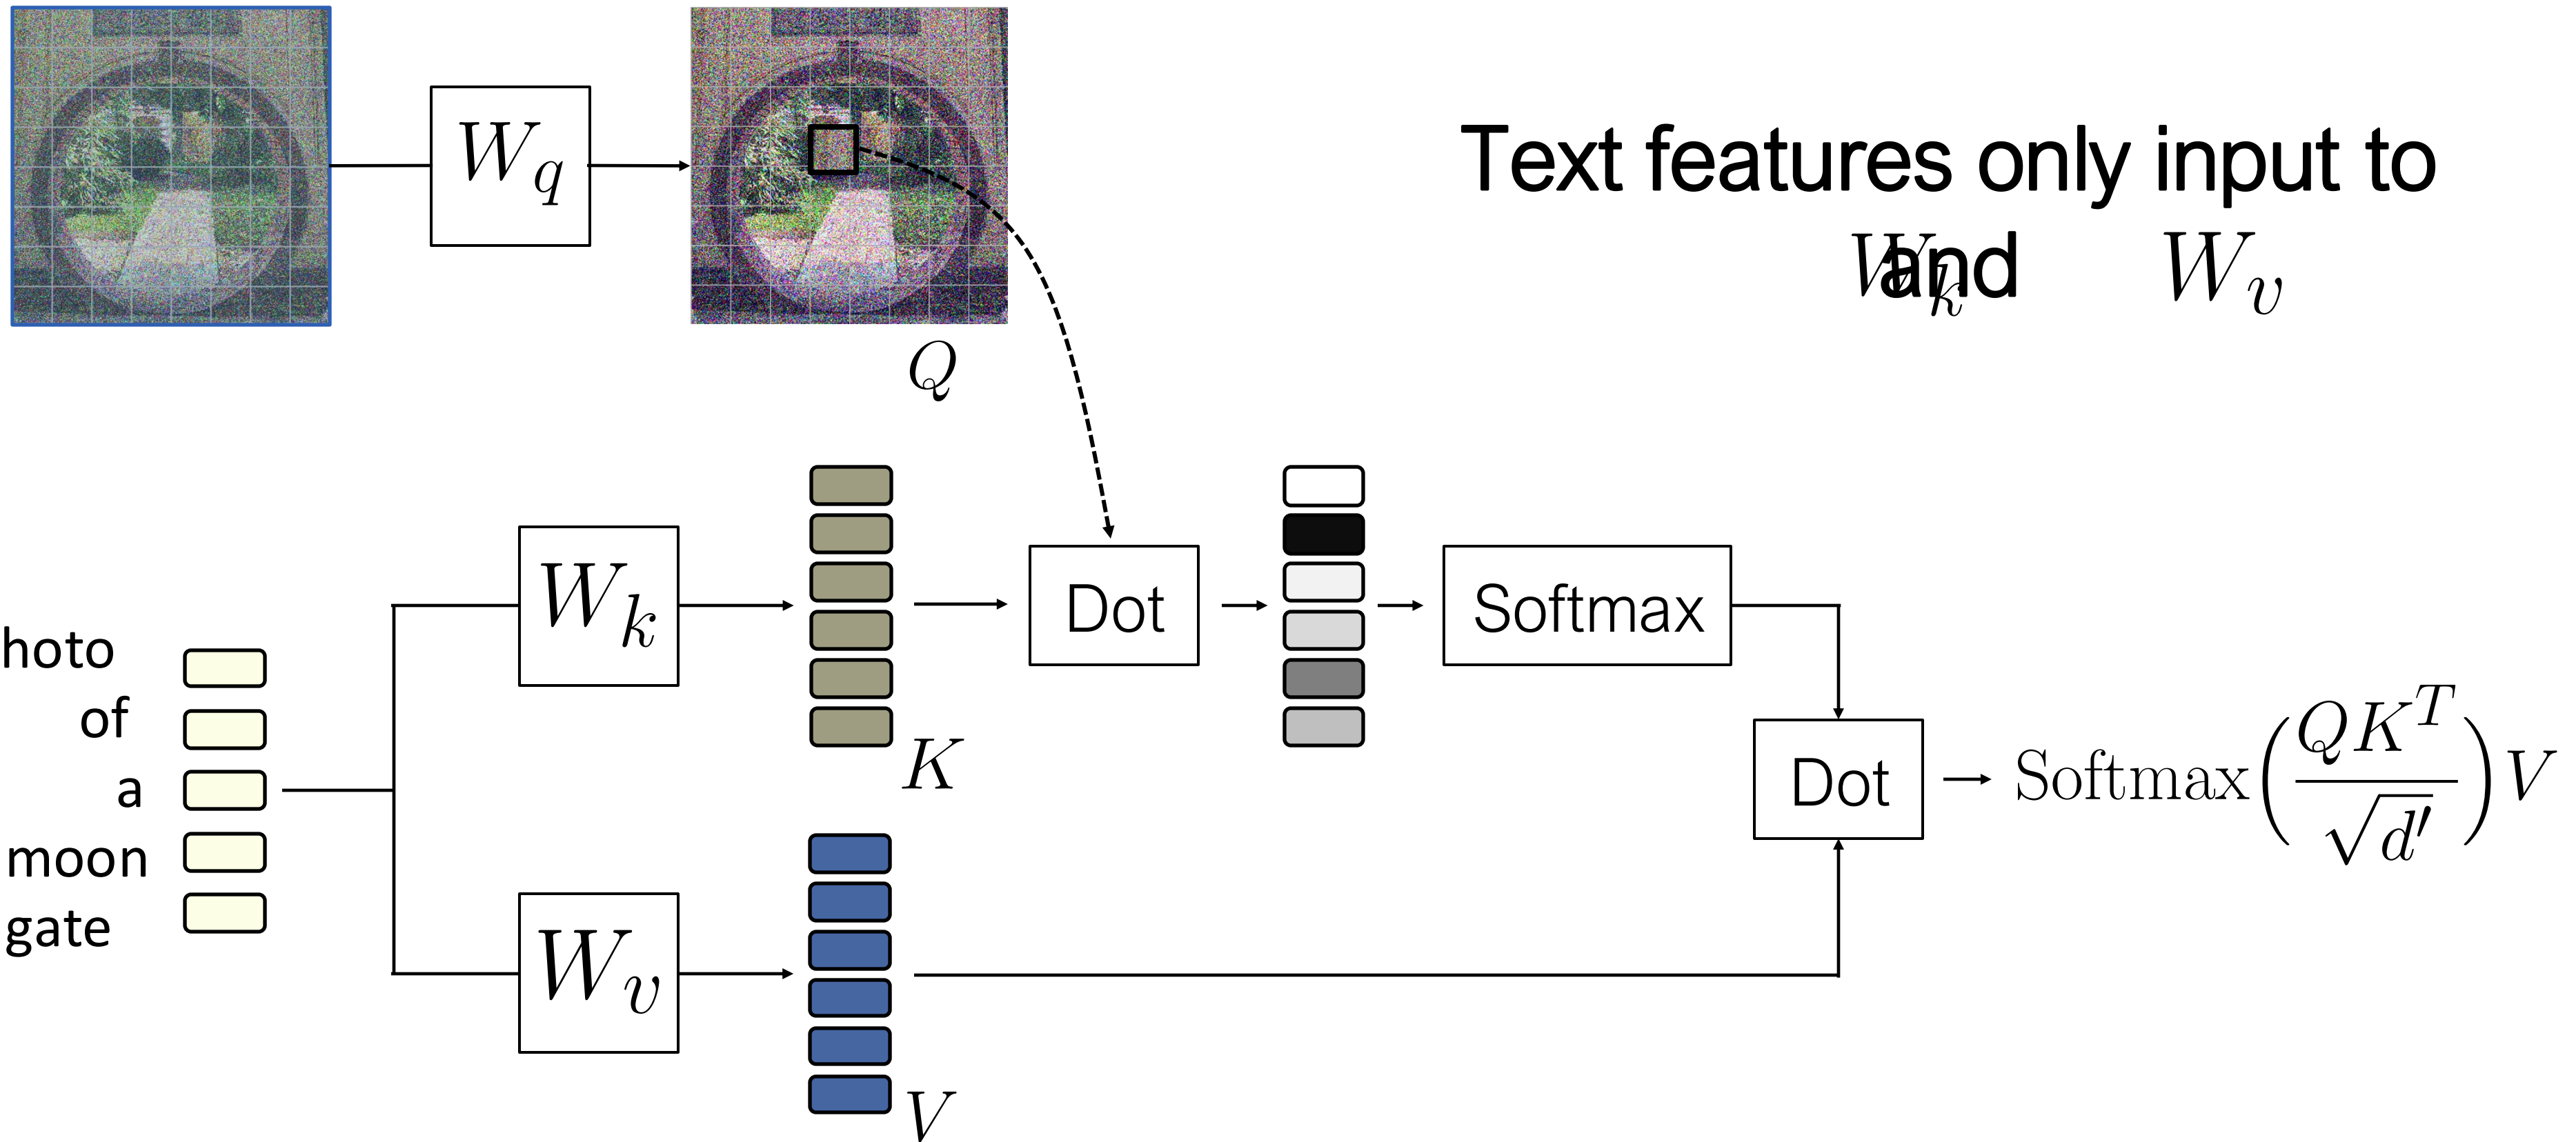 Text features only input to
W_k and W_v
W_q
Q
W_k
K
Dot
Softmax
hoto
of
a
moon
gate
W_v
V
Dot
Softmax(QK^T/√d′)V